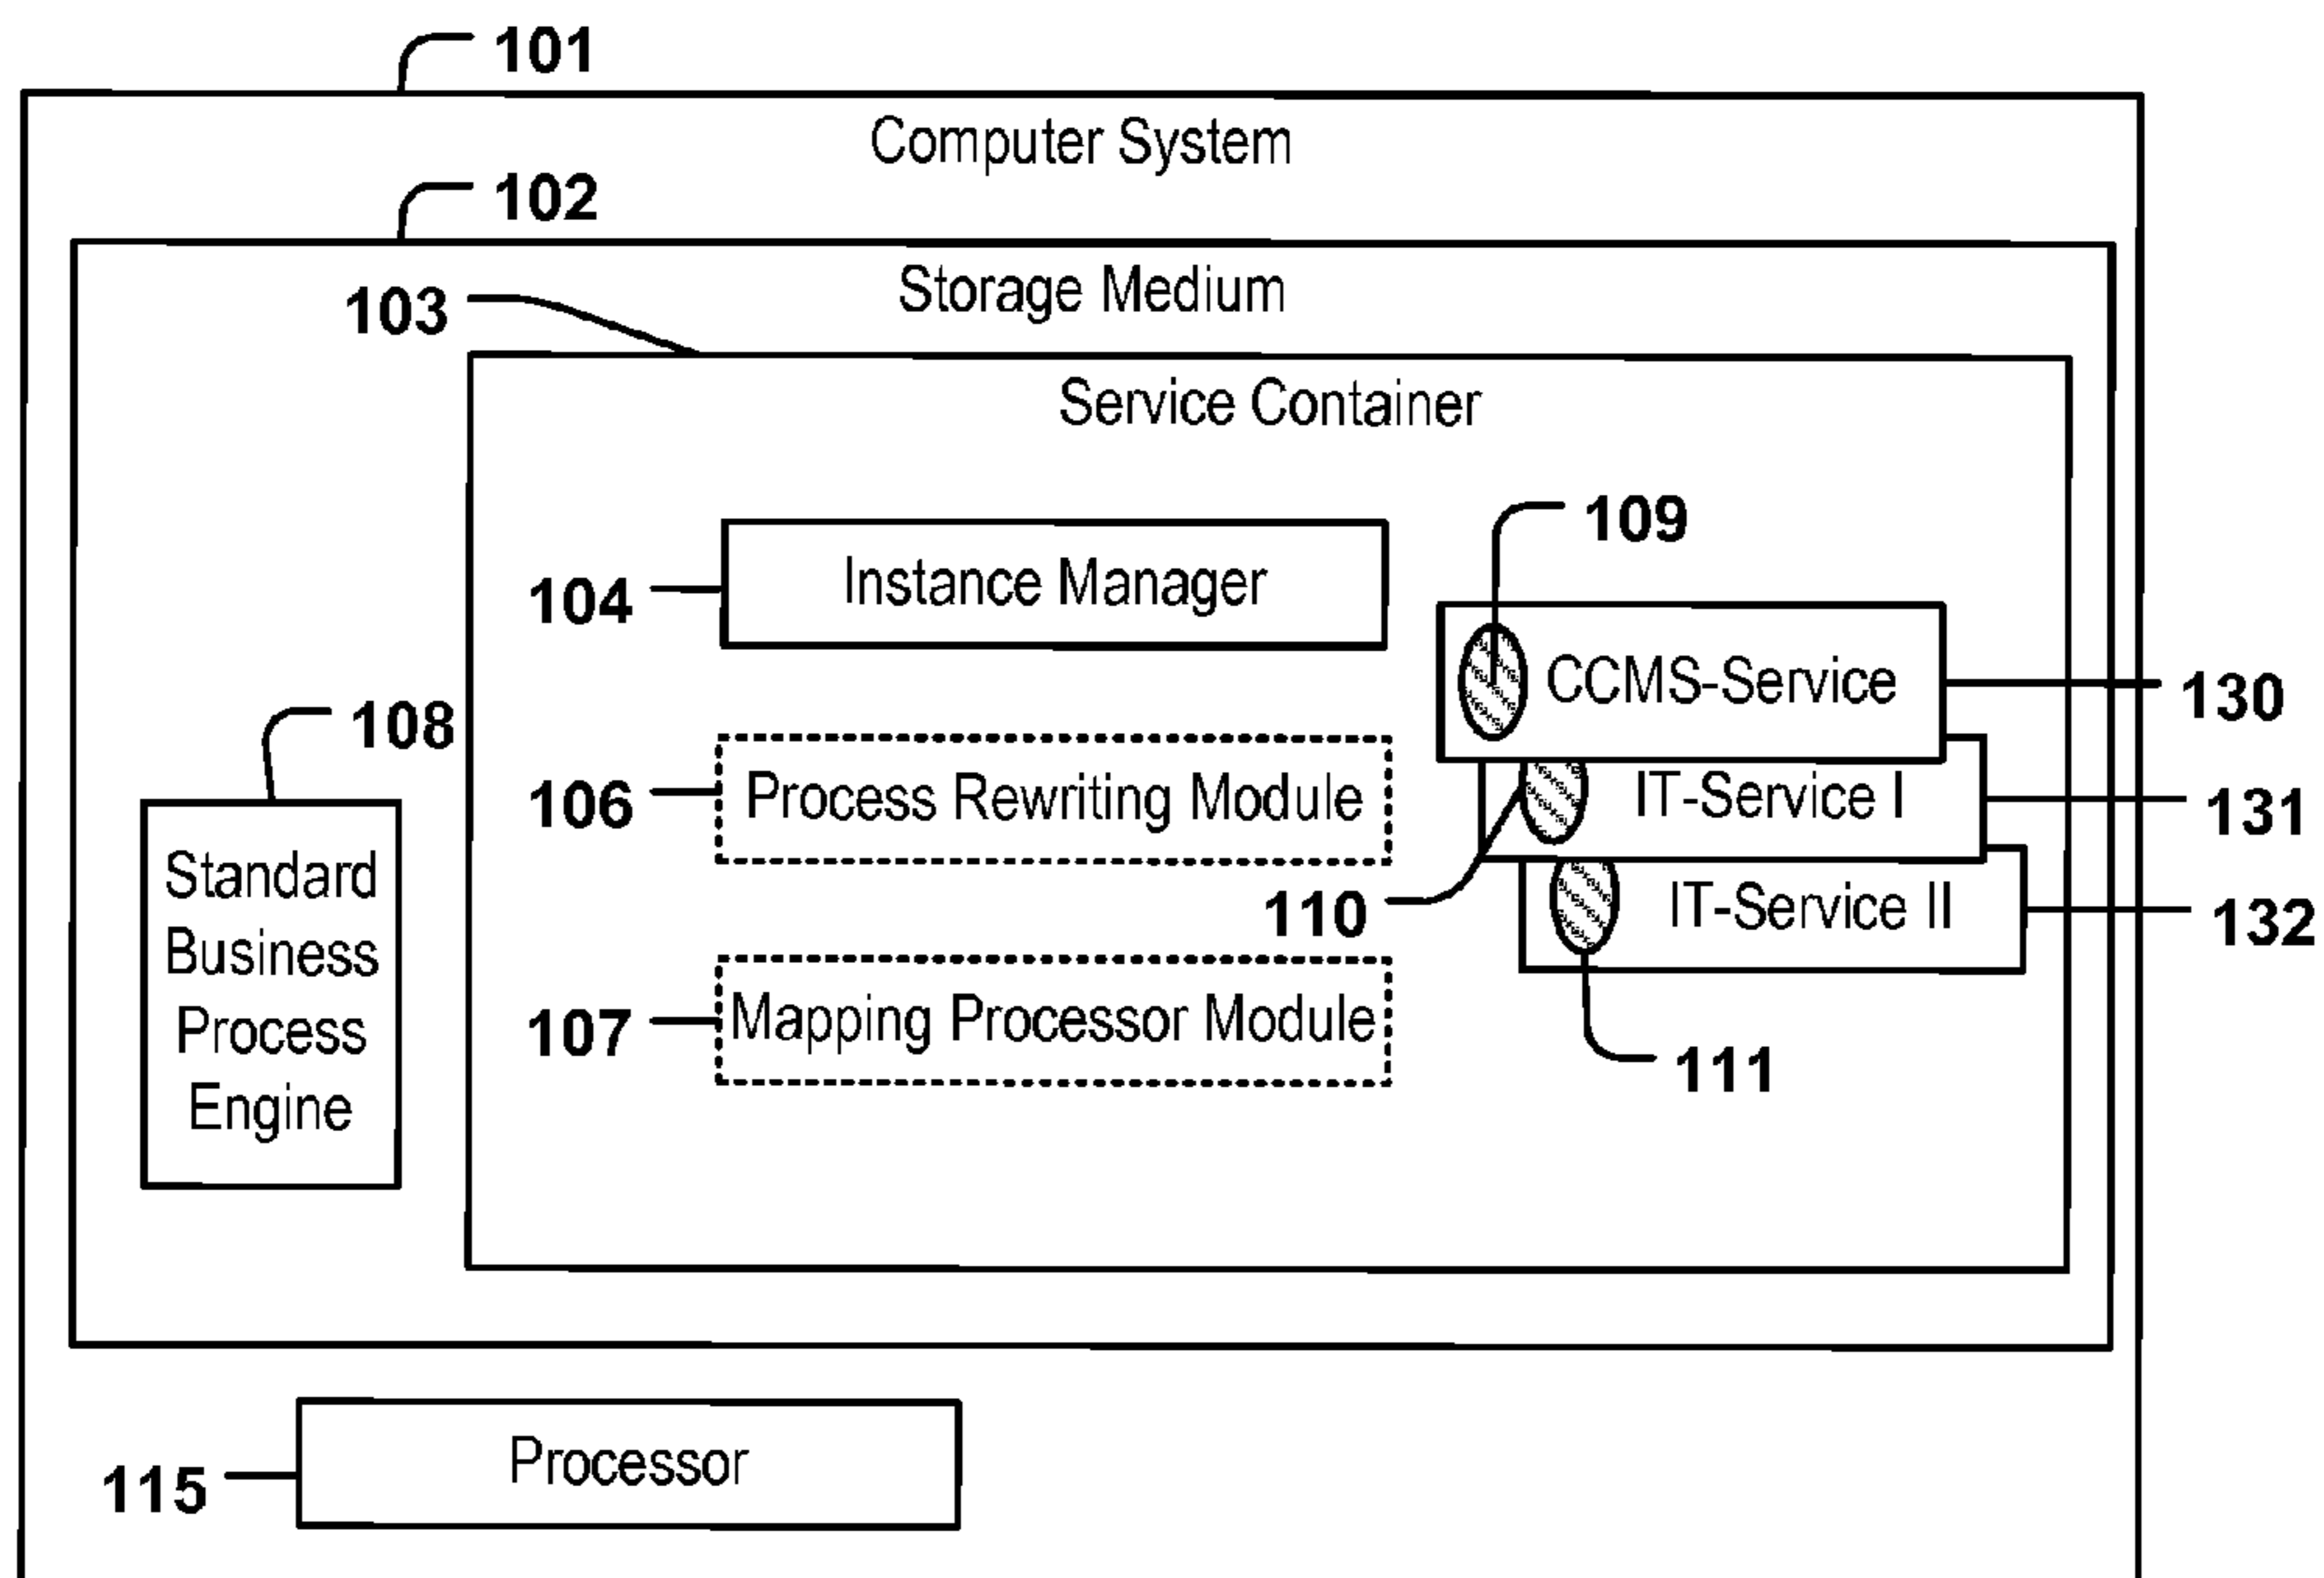 101
Computer System
102
Storage Medium
103
Service Container
109
104
Instance Manager
CCMS-Service
130
108
106
Process Rewriting Module
IT-Service I
131
Standard
Business
Process
Engine
110
IT-Service II
132
107
Mapping Processor Module
111
115
Processor